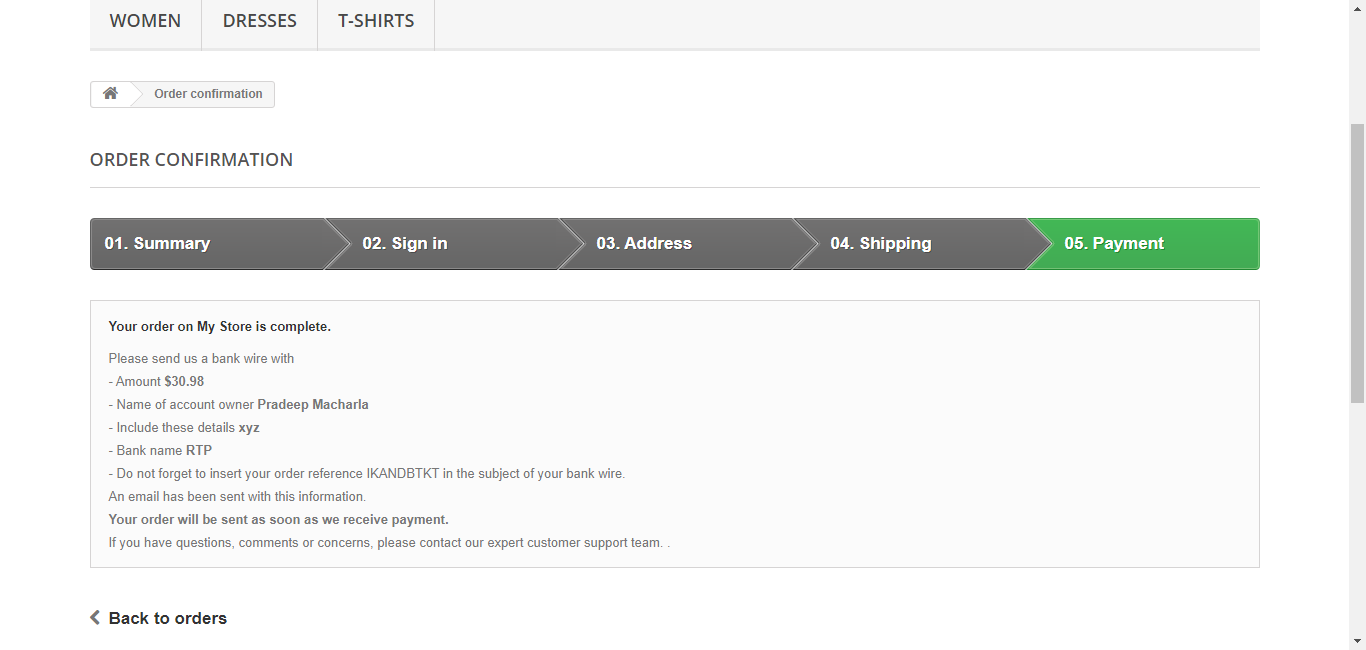 WOMEN DRESSES T-SHIRTS
Order confirmation
ORDER CONFIRMATION
01. Summary 02. Sign in 03. Address 04. Shipping 05. Payment
Your order on My Store is complete.
Please send us a bank wire with
- Amount $30.98
- Name of account owner Pradeep Macharla
- Include these details xyz
- Bank name RTP
- Do not forget to insert your order reference IKANDBTKT in the subject of your bank wire.
An email has been sent with this information.
Your order will be sent as soon as we receive payment.
If you have questions, comments or concerns, please contact our expert customer support team. .
Back to orders